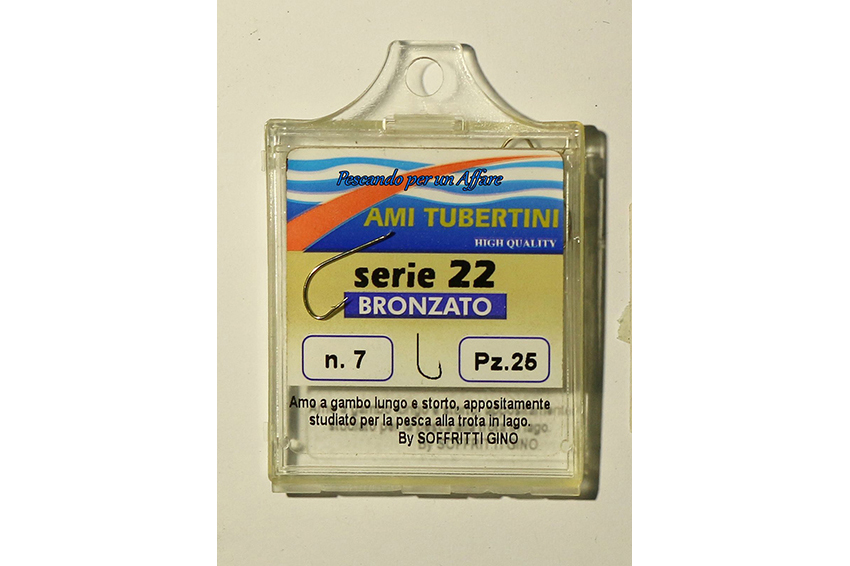 Pescando per un Affare
AMI TUBERTINI
HIGH QUALITY
serie 22
BRONZATO
n. 7
Pz.25
Amo a gambo lungo e storto, appositamente
studiato per la pesca alla trota in lago.
By SOFFRITTI GINO